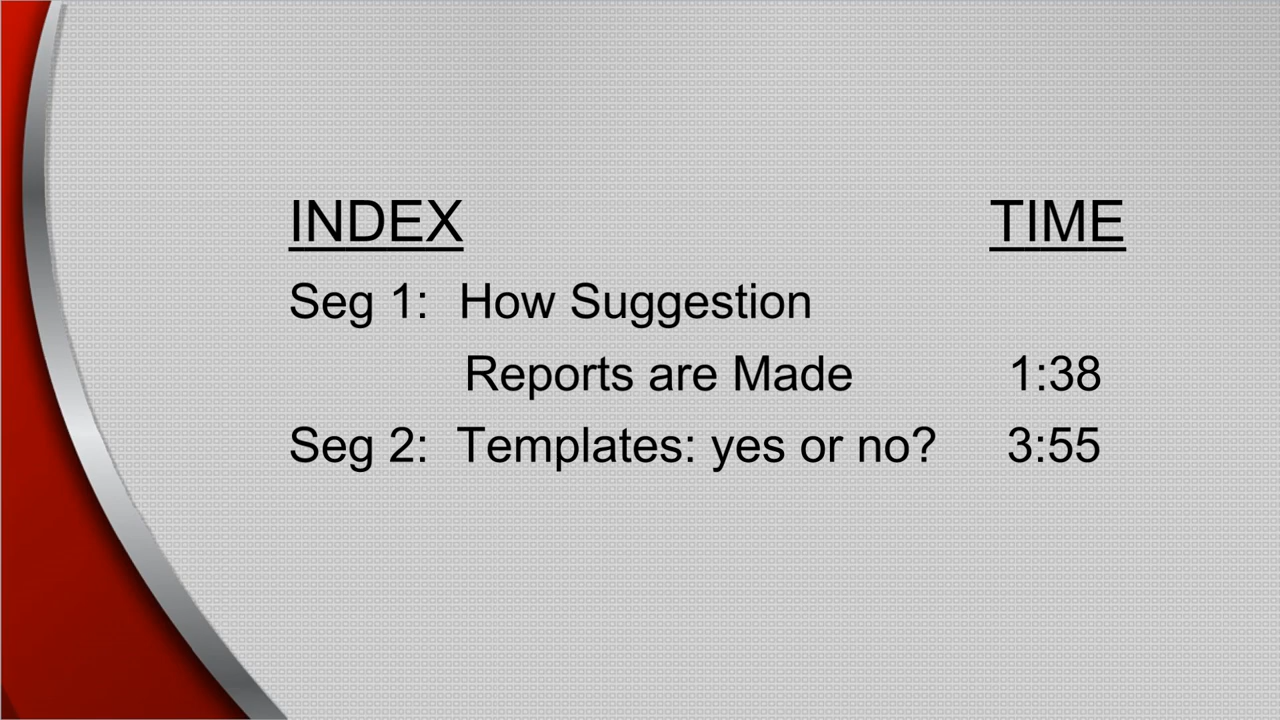 INDEX TIME
Seg 1: How Suggestion
Reports are Made 1:38
Seg 2: Templates: yes or no? 3:55